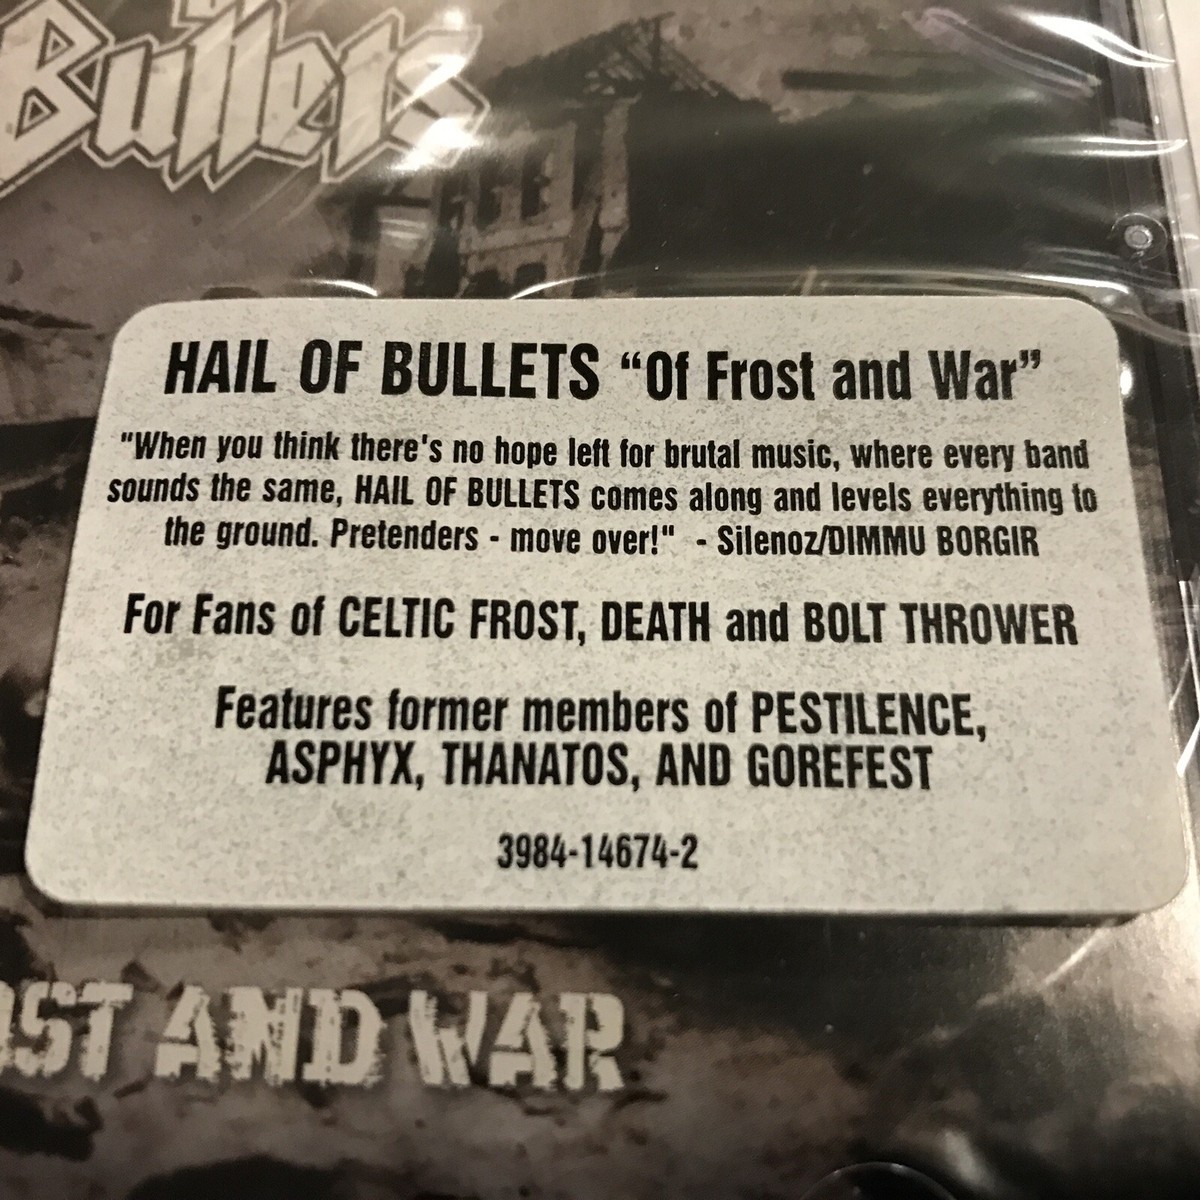 Bullets
HAIL OF BULLETS “Of Frost and War”
"When you think there's no hope left for brutal music, where every band
sounds the same, HAIL OF BULLETS comes along and levels everything to
the ground. Pretenders - move over!" - Silenoz/DIMMU BORGIR
For Fans of CELTIC FROST, DEATH and BOLT THROWER
Features former members of PESTILENCE,
ASPHYX, THANATOS, AND GOREFEST
3984-14674-2
OST AND WAR